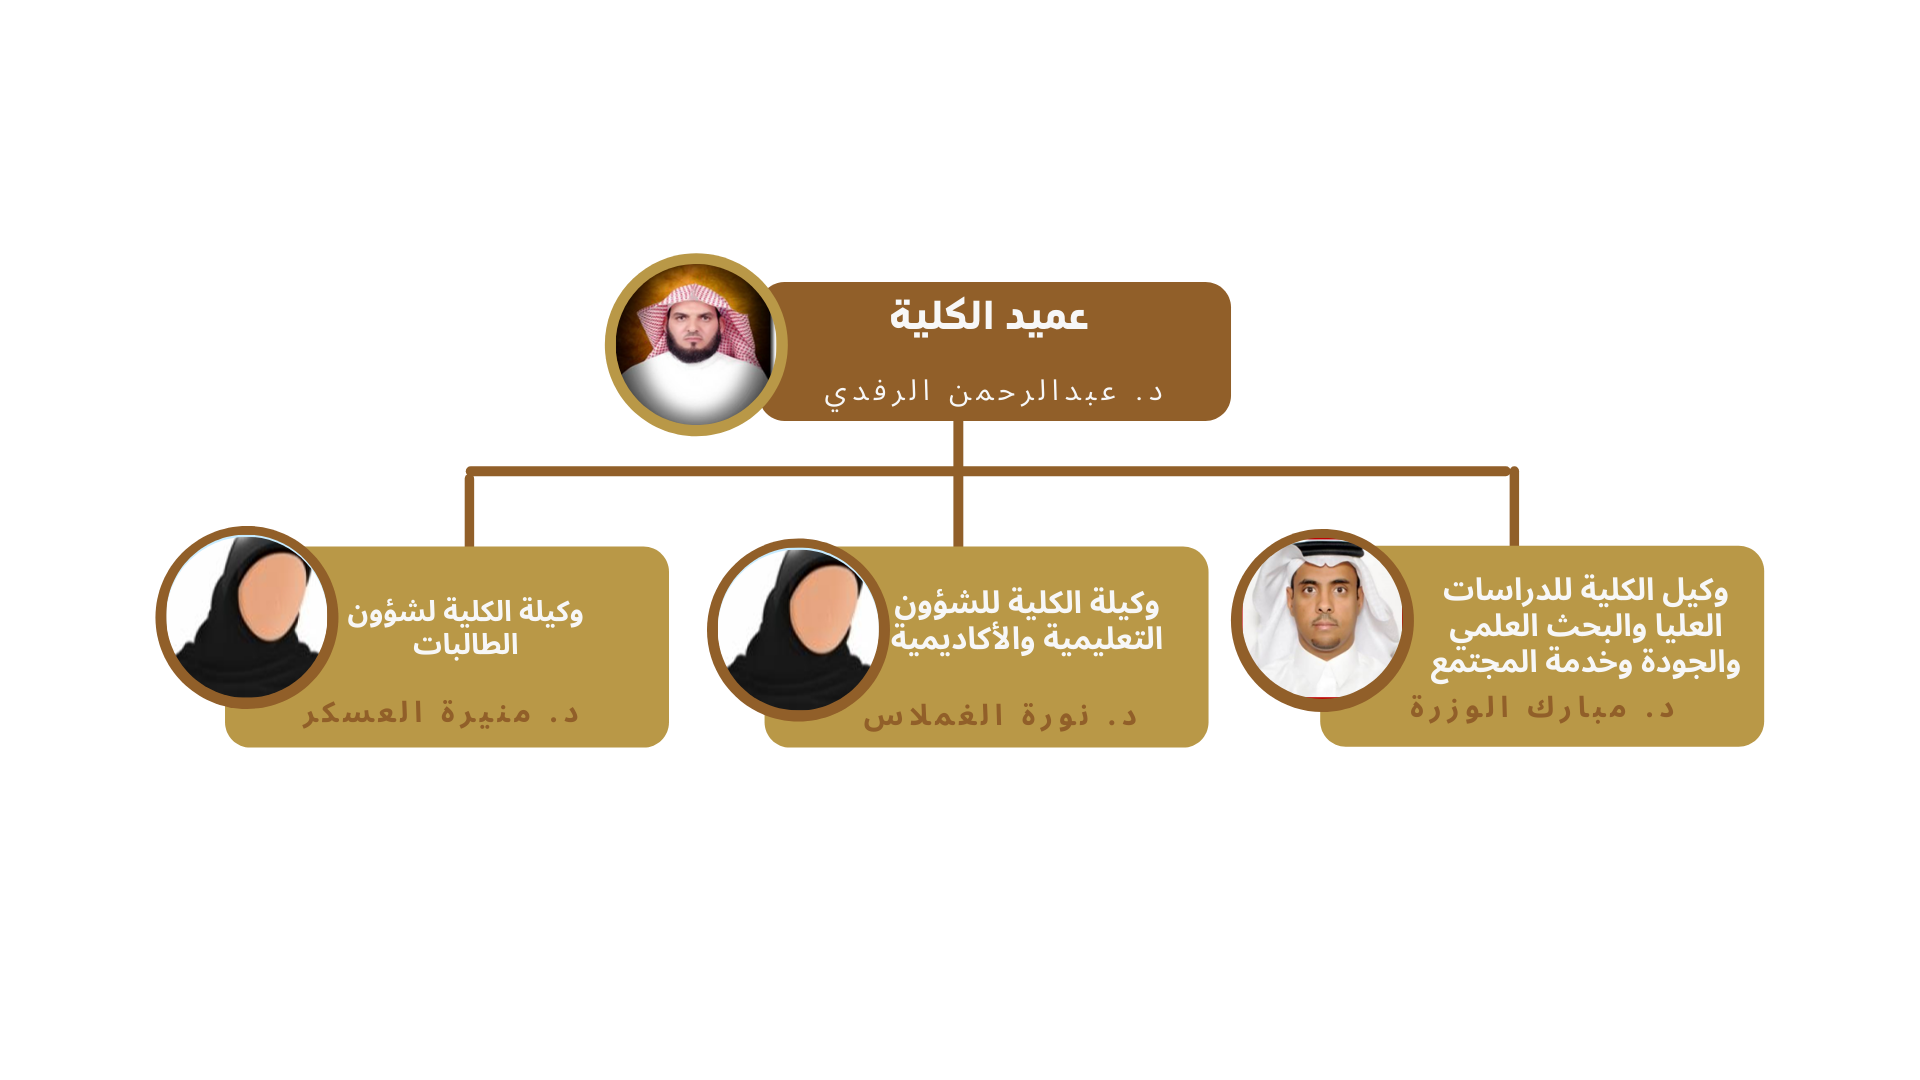 عميد الكلية
د. عبدالرحمن الرفدي
وكيل الكلية للدراسات
العليا والبحث العلمي
والجودة وخدمة المجتمع
د. مبارك الوزرة
وكيلة الكلية للشؤون
التعليمية والأكاديمية
د. نورة الغملاس
وكيلة الكلية لشؤون
الطالبات
د. منيرة العسكر